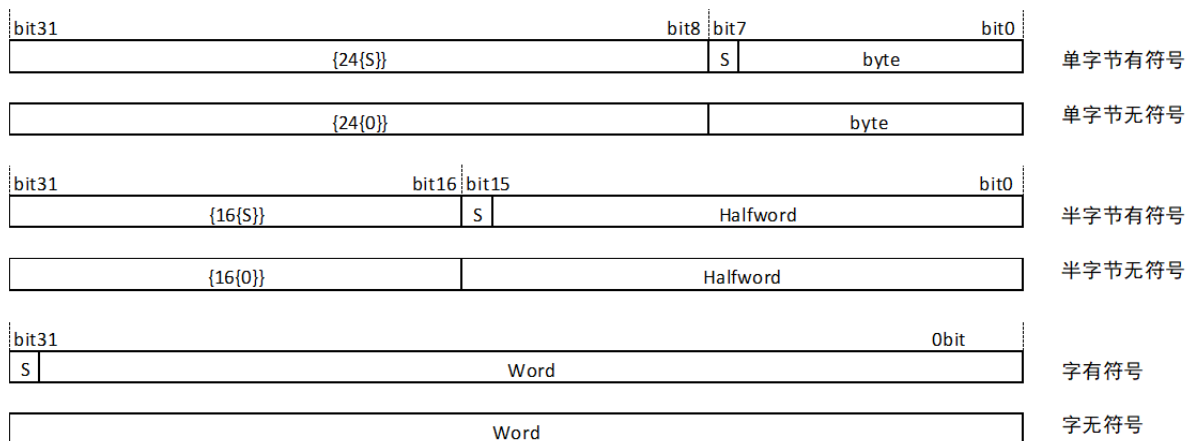 bit31 bit8 bit7 bit0
{24{S}} S byte 单字节有符号
{24{0}} byte 单字节无符号
bit31 bit16 bit15 bit0
{16{S}} S Halfword 半字节有符号
{16{0}} Halfword 半字节无符号
bit31 0bit
S Word 字有符号
Word 字无符号